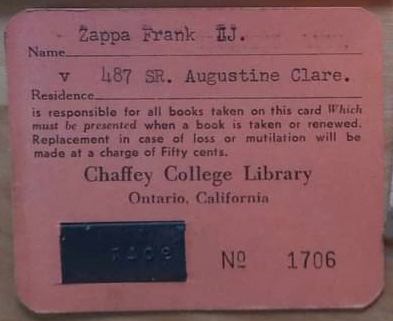 Zappa Frank J.
Name
v 487 SR. Augustine Clare.
Residence
is responsible for all books taken on this card Which
must be presented when a book is taken or renewed.
Replacement in case of loss or mutilation will be
made at a charge of Fifty cents.
Chaffey College Library
Ontario, California
Nº 1706